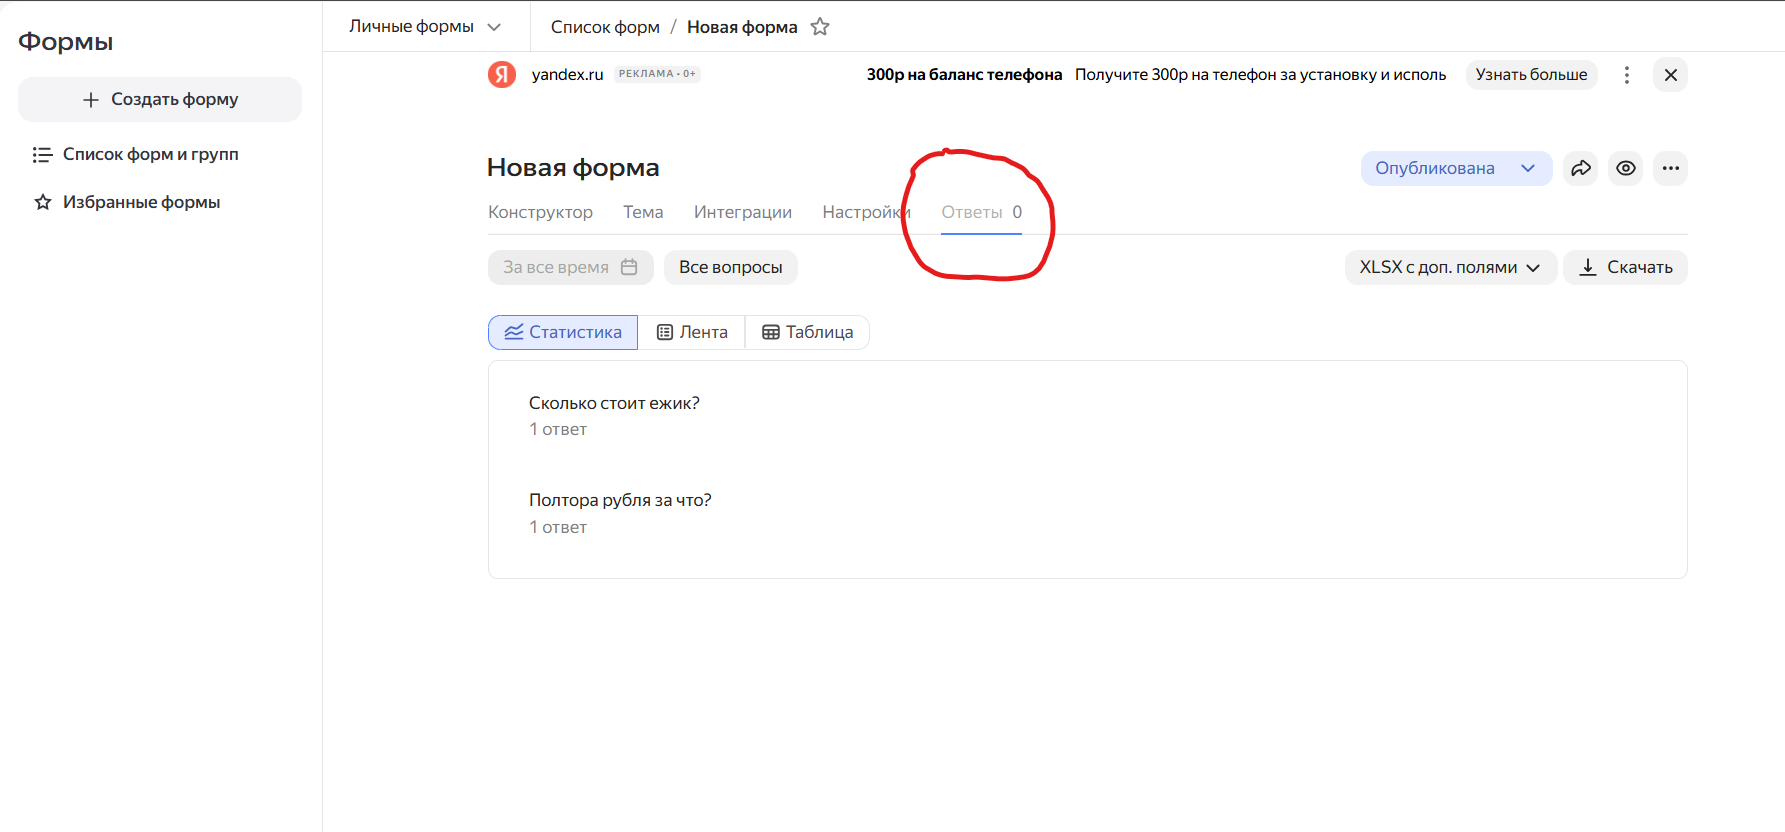 Формы
Создать форму
Список форм и групп
Избранные формы
Личные формы
Список форм / Новая форма
Я yandex.ru РЕКЛАМА • 0+ 300р на баланс телефона Получите 300р на телефон за установку и исполь Узнать больше
Новая форма
Опубликована
Конструктор Тема Интеграции Настройки Ответы 0
За все время Все вопросы XLSX с доп. полями Скачать
Статистика Лента Таблица
Сколько стоит ежик?
1 ответ
Полтора рубля за что?
1 ответ